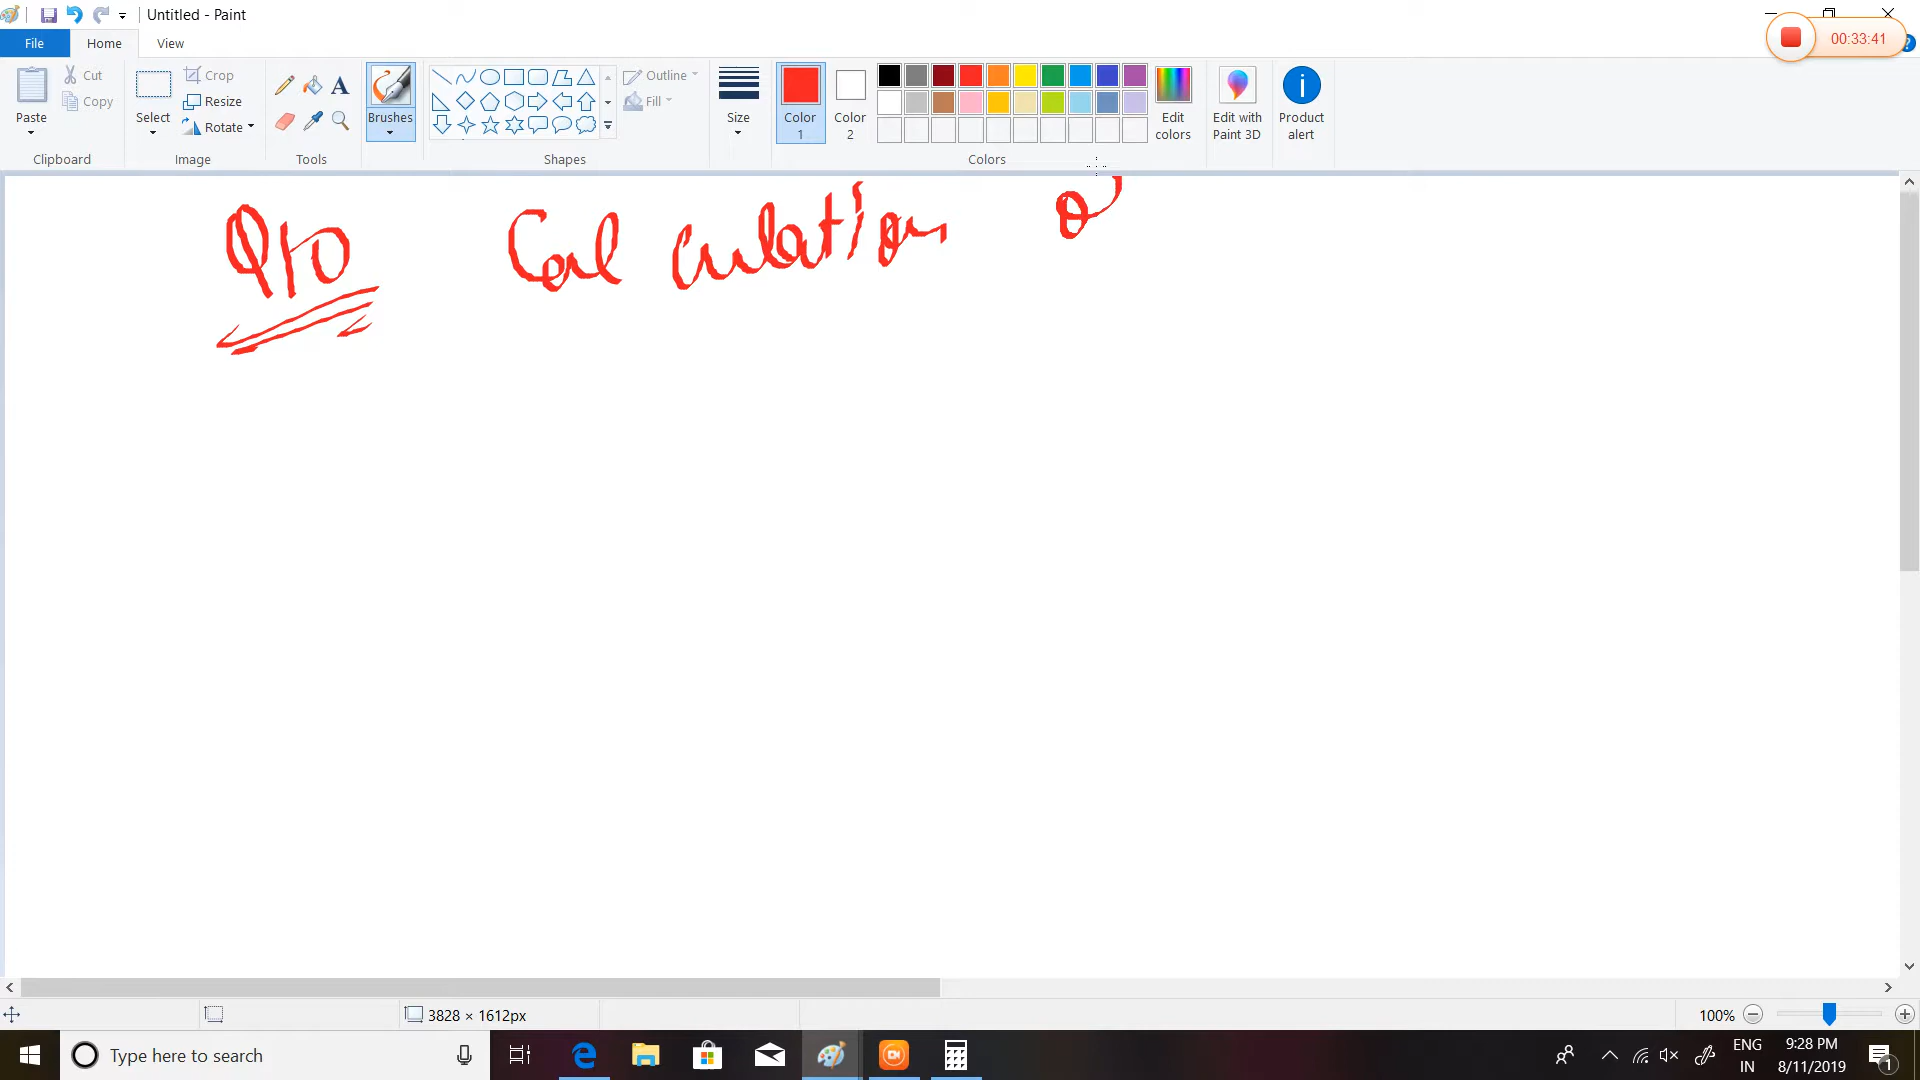 Untitled - Paint
00:33:41
File Home View
Cut
Copy
Paste
Clipboard
Select
Crop
Resize
Rotate
Image
Tools
Brushes
Shapes
Outline
Fill
Size
Color 1
Color 2
Colors
Edit colors
Edit with Paint 3D
Product alert
Calculation
3828 × 1612px
100%
Type here to search
ENG
IN
9:28 PM
8/11/2019
1